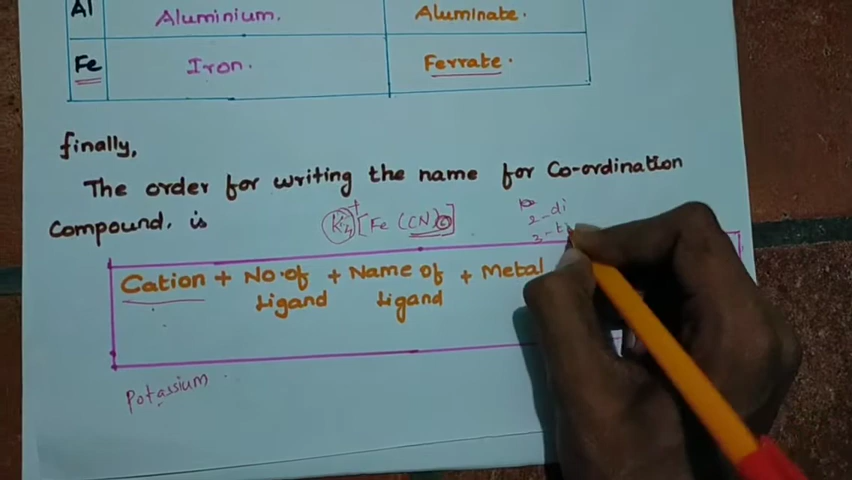 Al Aluminium. Aluminate.
Fe Iron. Ferrate.
finally,
The order for writing the name for Co-ordination
Compound. is K4+[Fe(CN)6]
2-di
3-t
Cation + No.of Ligand + Name of Ligand + Metal
Potassium